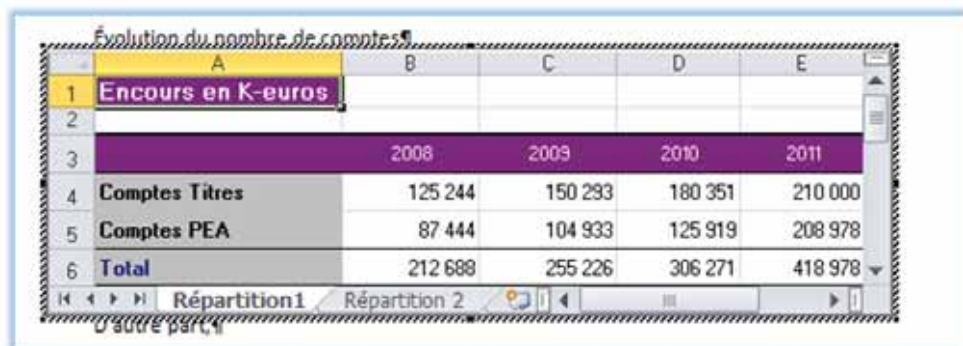 Évolution du nombre de comptes¶
A B C D E
1 Encours en K-euros
2
3 2008 2009 2010 2011
4 Comptes Titres 125 244 150 293 180 351 210 000
5 Comptes PEA 87 444 104 933 125 919 208 978
6 Total 212 688 255 226 306 271 418 978
Répartition1 Répartition 2
D'autre part,¶